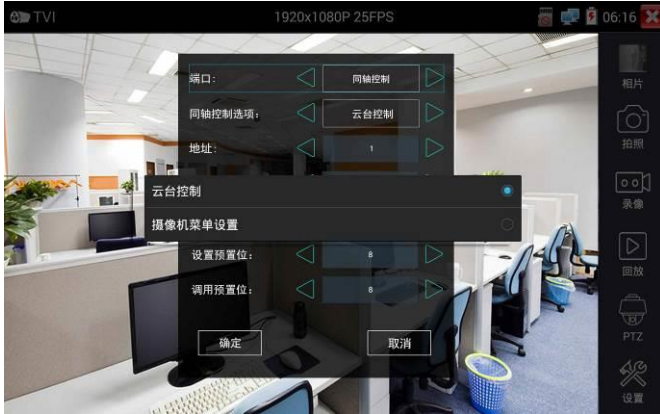 TVI 1920x1080P 25FPS 06:16
端口: 同轴控制
同轴控制选项: 云台控制
地址: 1
云台控制
摄像机菜单设置
设置预置位: 8
调用预置位: 8
确定 取消
相片
拍照
录像
回放
PTZ
设置